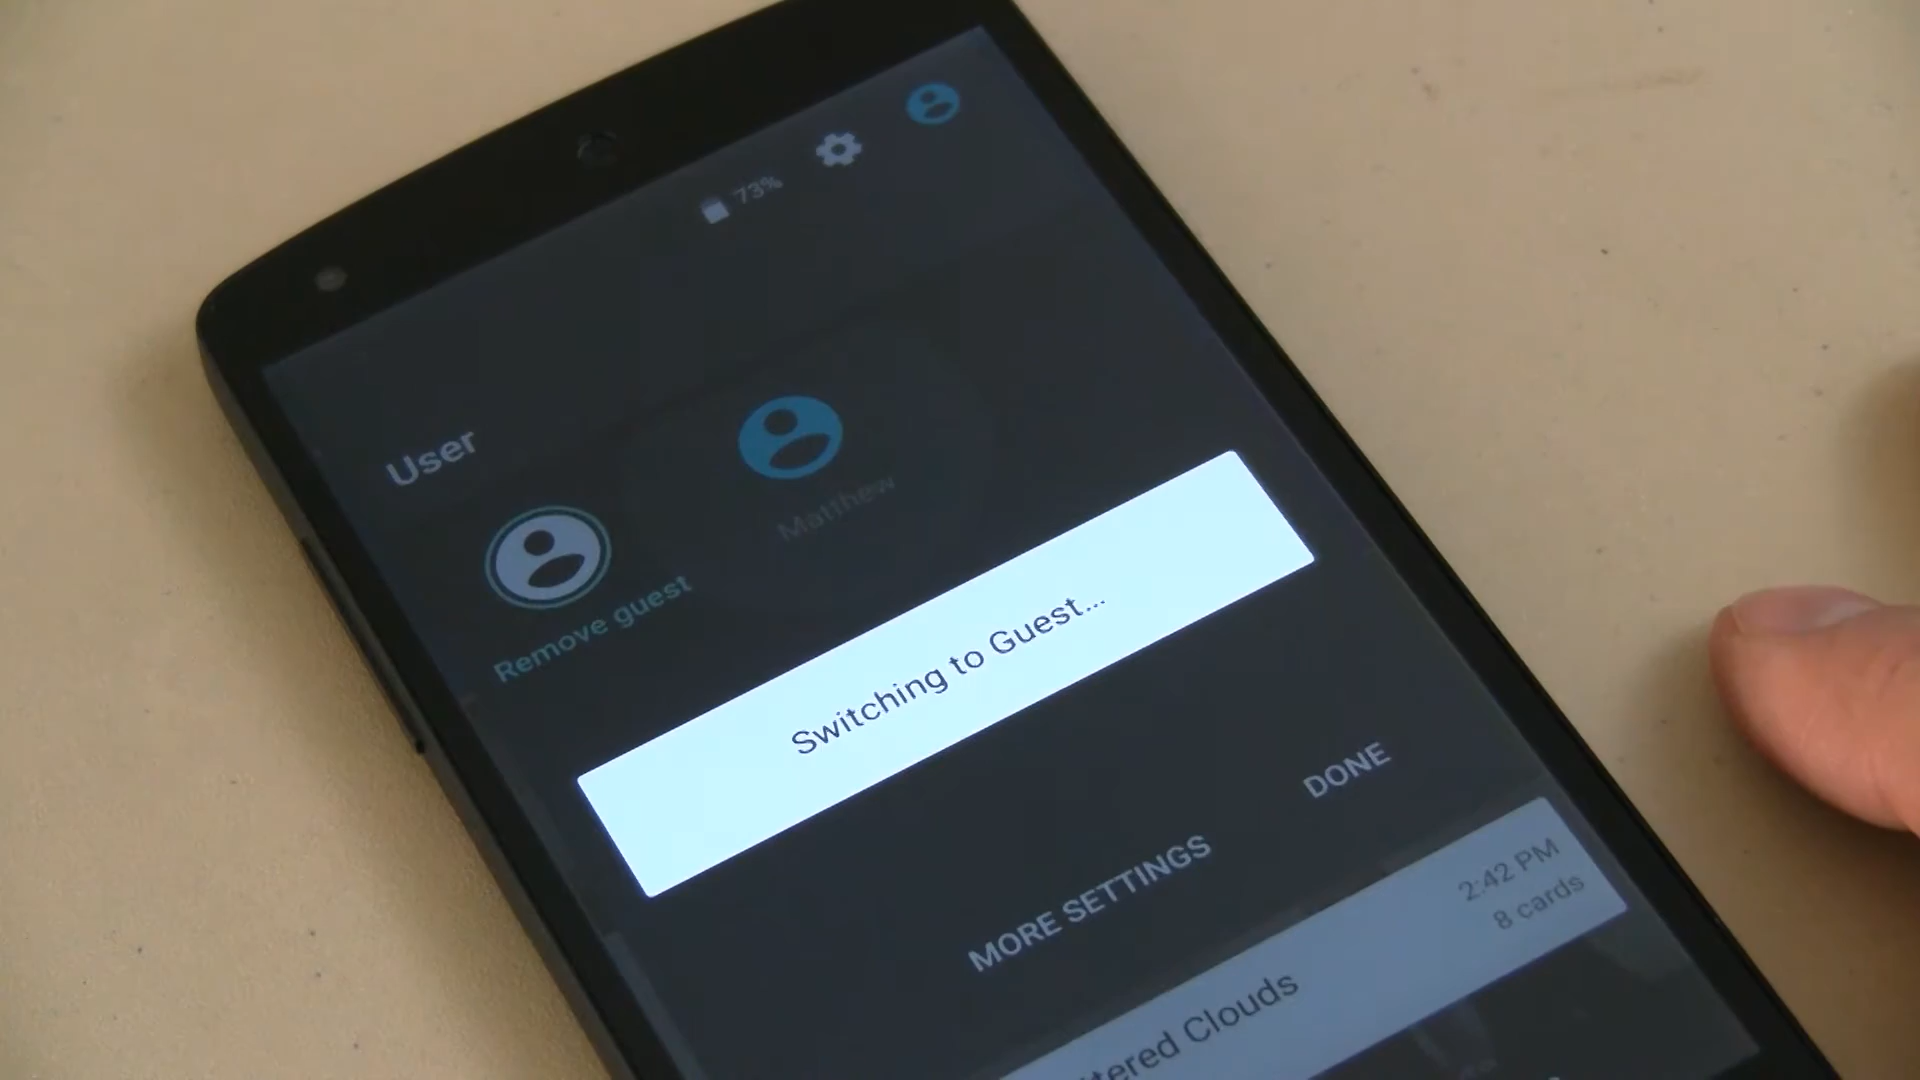 73%
User
Matthew
Remove guest
Switching to Guest...
DONE
MORE SETTINGS
2:42 PM
8 cards
tered Clouds